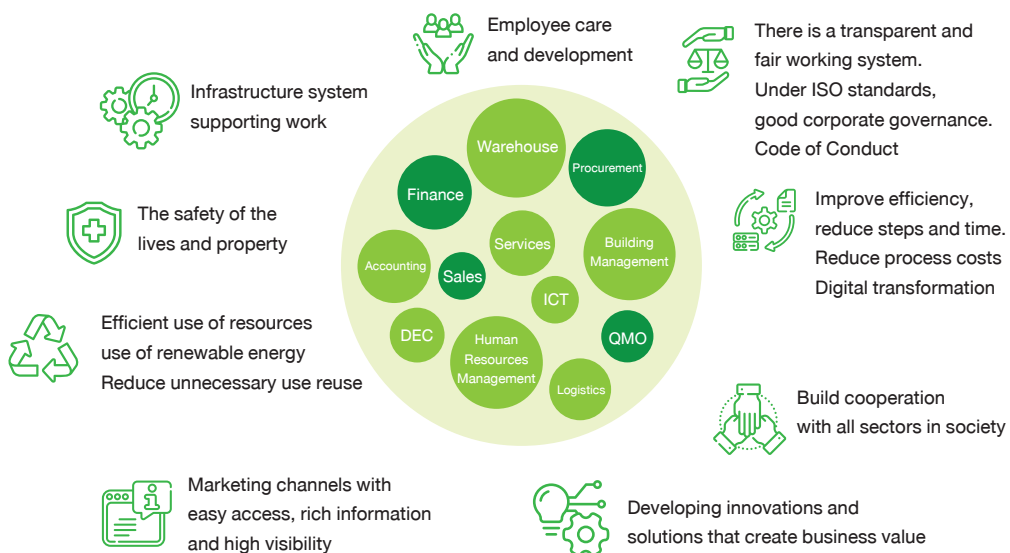 Employee care
and development
There is a transparent and
fair working system.
Under ISO standards,
good corporate governance.
Code of Conduct
Infrastructure system
supporting work
Improve efficiency,
reduce steps and time.
Reduce process costs
Digital transformation
The safety of the
lives and property
Efficient use of resources
use of renewable energy
Reduce unnecessary use reuse
Build cooperation
with all sectors in society
Marketing channels with
easy access, rich information
and high visibility
Developing innovations and
solutions that create business value
Warehouse
Procurement
Finance
Services
Building
Management
Accounting
Sales
ICT
DEC
Human
Resources
Management
QMO
Logistics